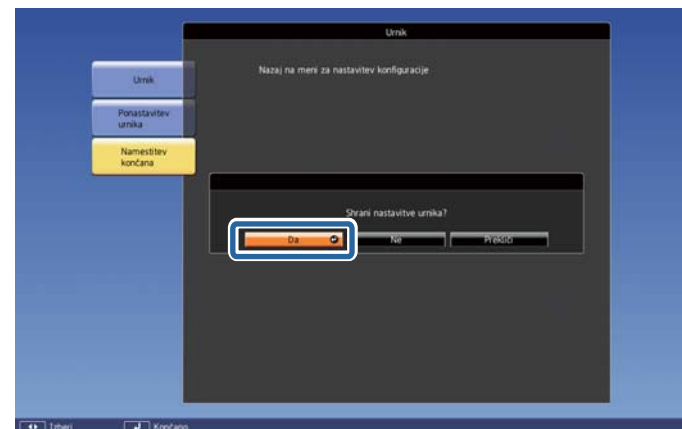 Urnik
Nazaj na meni za nastavitev konfiguracije
Urnik
Ponastavitev
urnika
Namestitev
končana
Shrani nastavitve urnika?
Da
Ne
Prekliči
Izberi
Končano